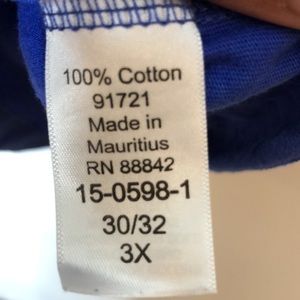 100% Cotton
91721
Made in
Mauritius
RN 88842
15-0598-1
30/32
3X